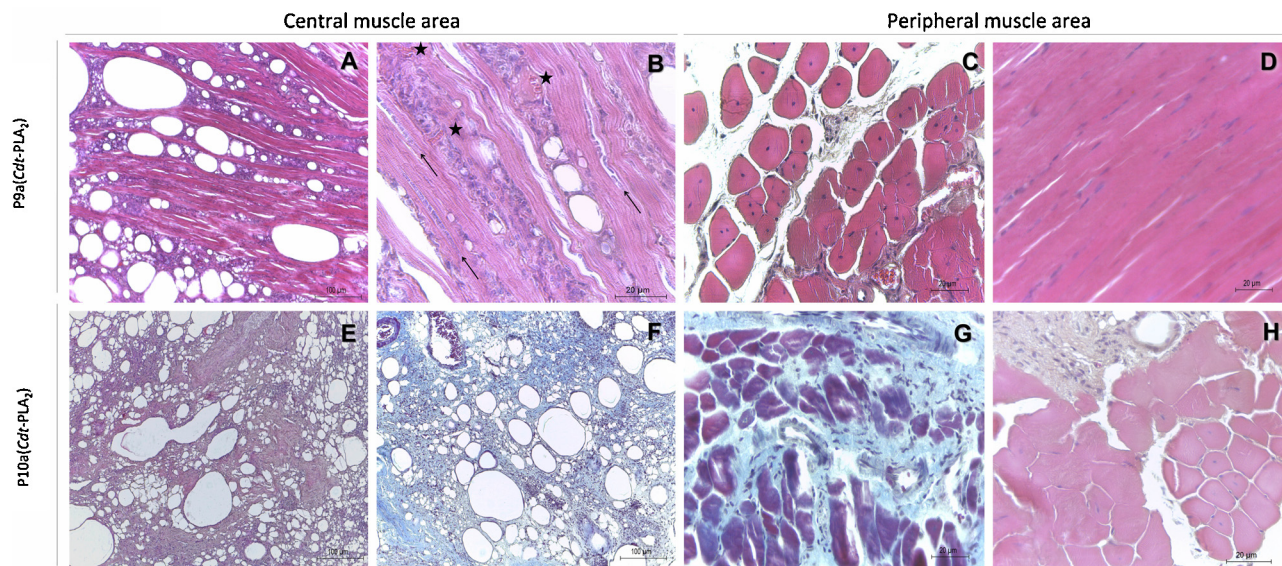 Central muscle area
Peripheral muscle area
P9a(Cdt-PLA₂)
A
100 µm
B
20 µm
C
20 µm
D
20 µm
P10a(Cdt-PLA₂)
E
100 µm
F
100 µm
G
20 µm
H
20 µm